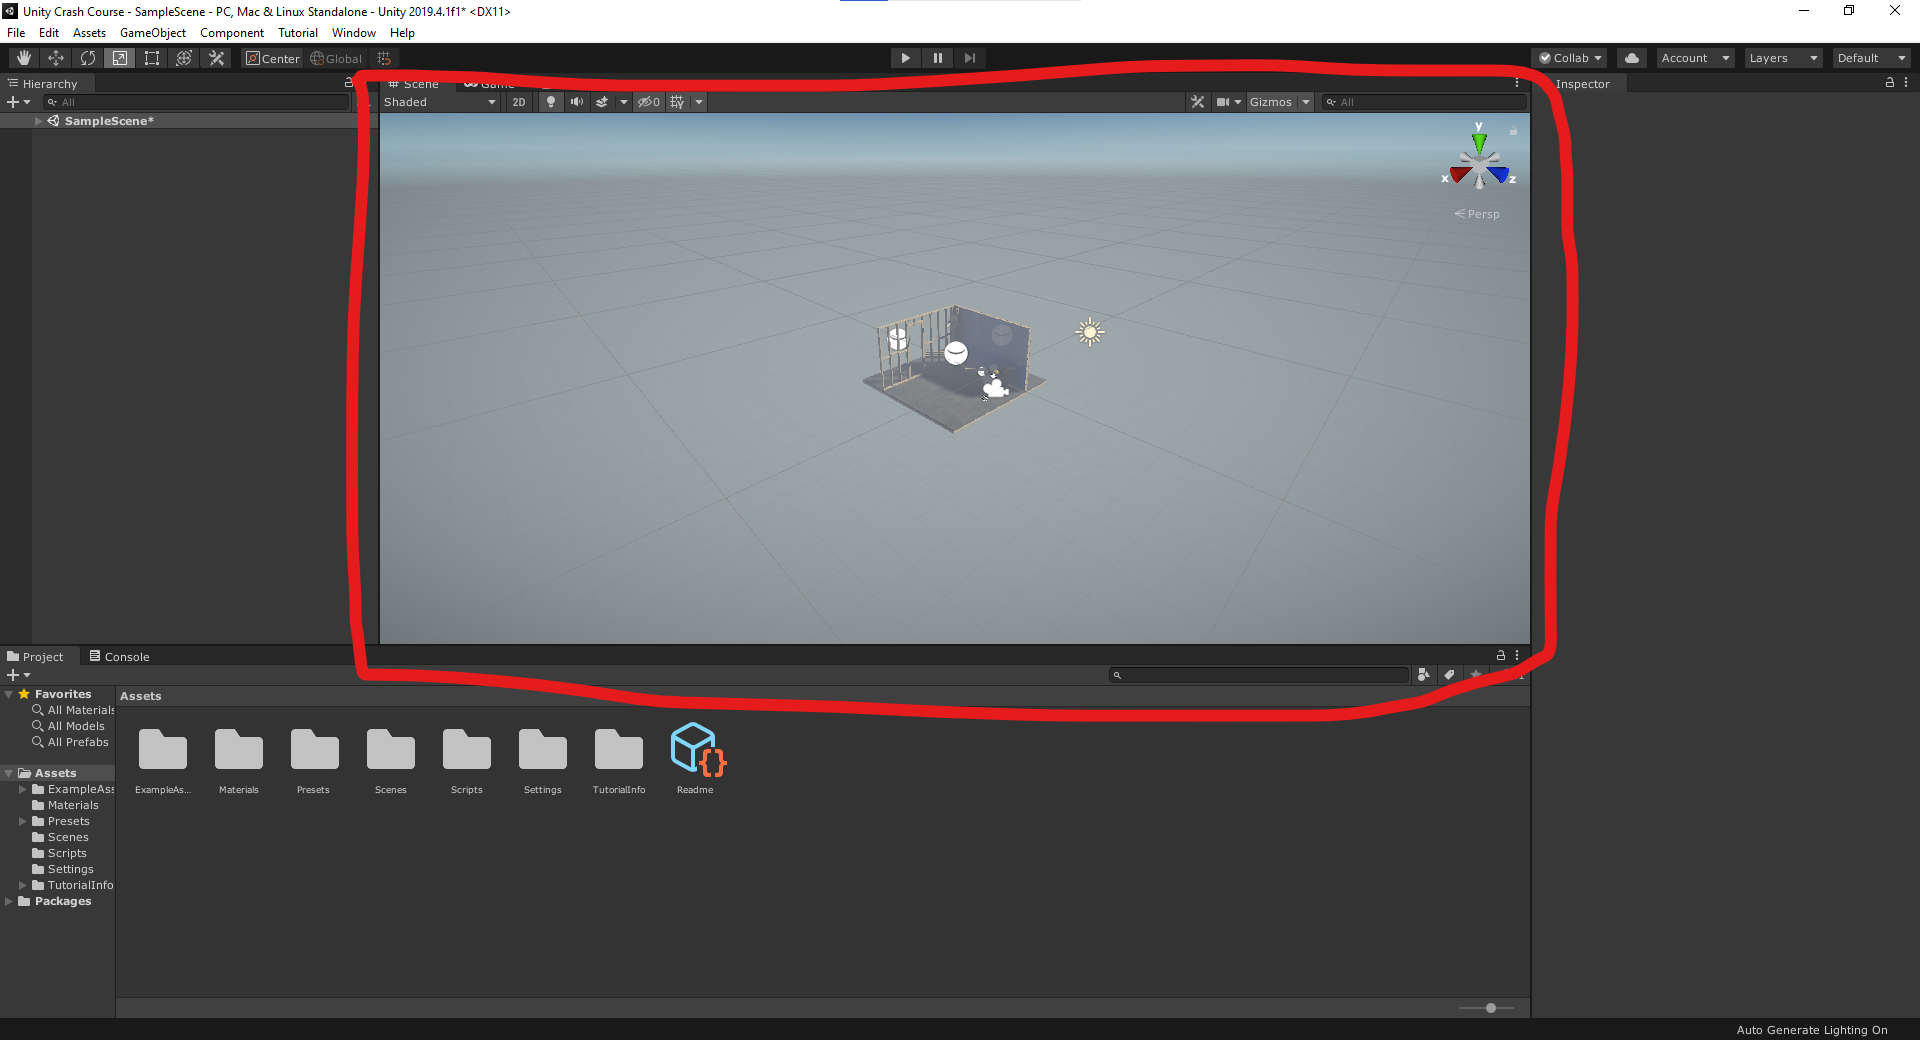 Unity Crash Course - SampleScene - PC, Mac & Linux Standalone - Unity 2019.4.1f1* <DX11>
File Edit Assets GameObject Component Tutorial Window Help
Center Global Collab Account Layers Default
Hierarchy Scene Game Inspector
All Shaded 2D 0 Gizmos All
SampleScene*
y
x z
Persp
Project Console
Favorites Assets
All Materials
All Models
All Prefabs
Assets
ExampleAss
Materials
Presets
Scenes
Scripts
Settings
TutorialInfo
Packages
ExampleAs... Materials Presets Scenes Scripts Settings TutorialInfo Readme
Auto Generate Lighting On